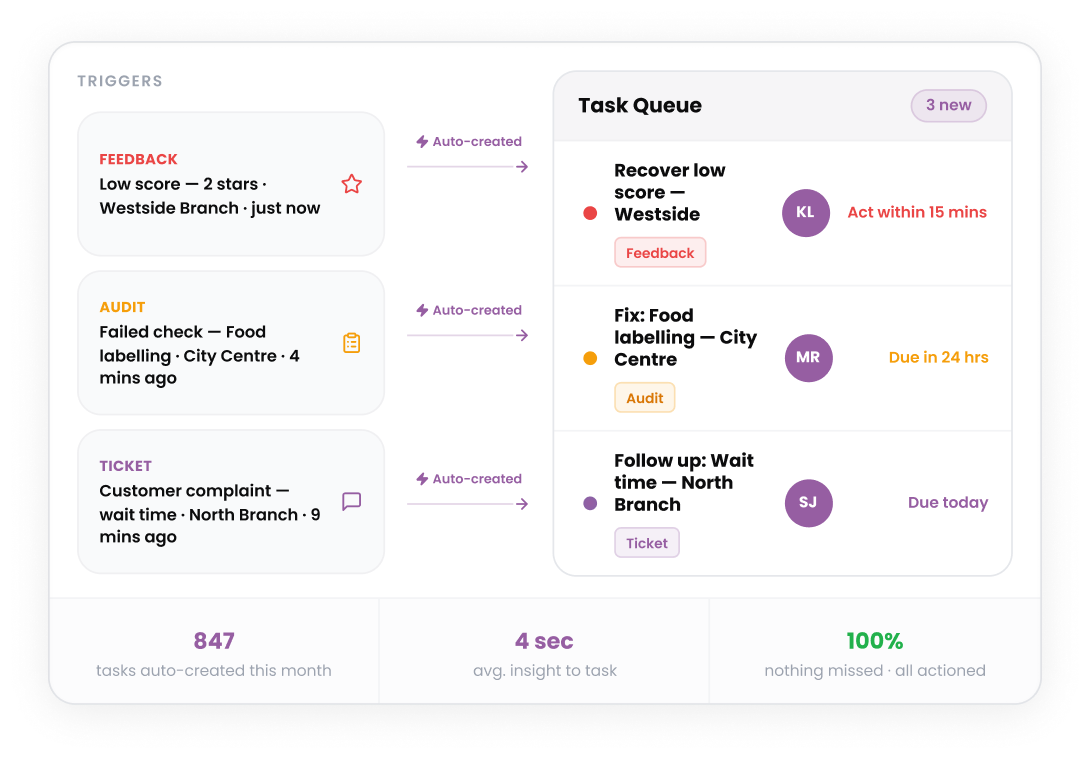 TRIGGERS
FEEDBACK
Low score — 2 stars ·
Westside Branch · just now
Auto-created
AUDIT
Failed check — Food
labelling · City Centre · 4
mins ago
Auto-created
TICKET
Customer complaint —
wait time · North Branch · 9
mins ago
Auto-created
Task Queue
3 new
Recover low
score —
Westside
Feedback
KL
Act within 15 mins
Fix: Food
labelling — City
Centre
Audit
MR
Due in 24 hrs
Follow up: Wait
time — North
Branch
Ticket
SJ
Due today
847
tasks auto-created this month
4 sec
avg. insight to task
100%
nothing missed · all actioned